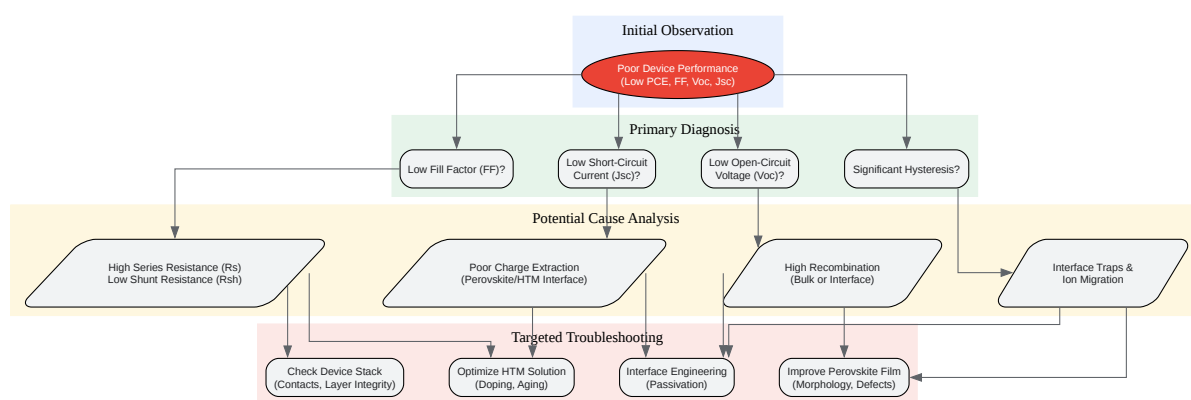 Initial Observation
Poor Device Performance
(Low PCE, FF, Voc, Jsc)
Primary Diagnosis
Low Fill Factor (FF)?
Low Short-Circuit
Current (Jsc)?
Low Open-Circuit
Voltage (Voc)?
Significant Hysteresis?
Potential Cause Analysis
High Series Resistance (Rs)
Low Shunt Resistance (Rsh)
Poor Charge Extraction
(Perovskite/HTM Interface)
High Recombination
(Bulk or Interface)
Interface Traps &
Ion Migration
Targeted Troubleshooting
Check Device Stack
(Contacts, Layer Integrity)
Optimize HTM Solution
(Doping, Aging)
Interface Engineering
(Passivation)
Improve Perovskite Film
(Morphology, Defects)